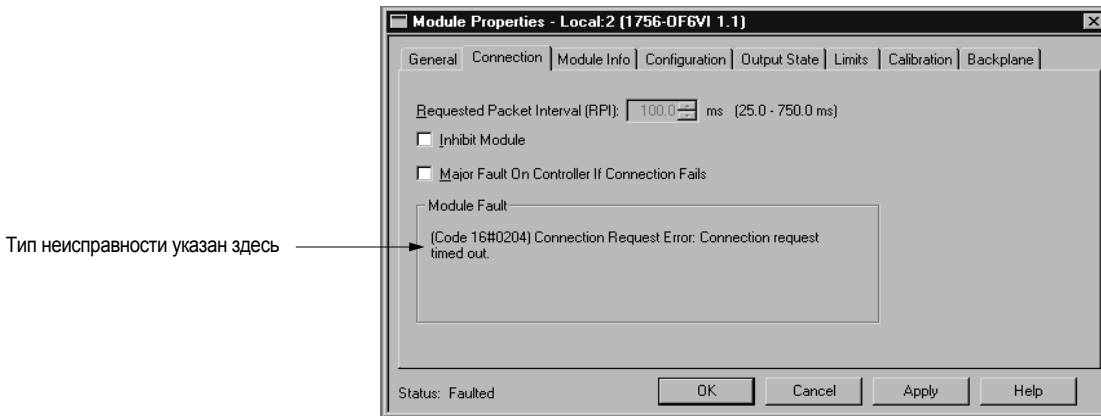 Module Properties - Local:2 (1756-OF6VI 1.1)
General Connection Module Info Configuration Output State Limits Calibration Backplane
Requested Packet Interval (RPI): 100.0 ms (25.0 - 750.0 ms)
Inhibit Module
Major Fault On Controller If Connection Fails
Module Fault
Тип неисправности указан здесь
(Code 16#0204) Connection Request Error: Connection request
timed out.
Status: Faulted OK Cancel Apply Help